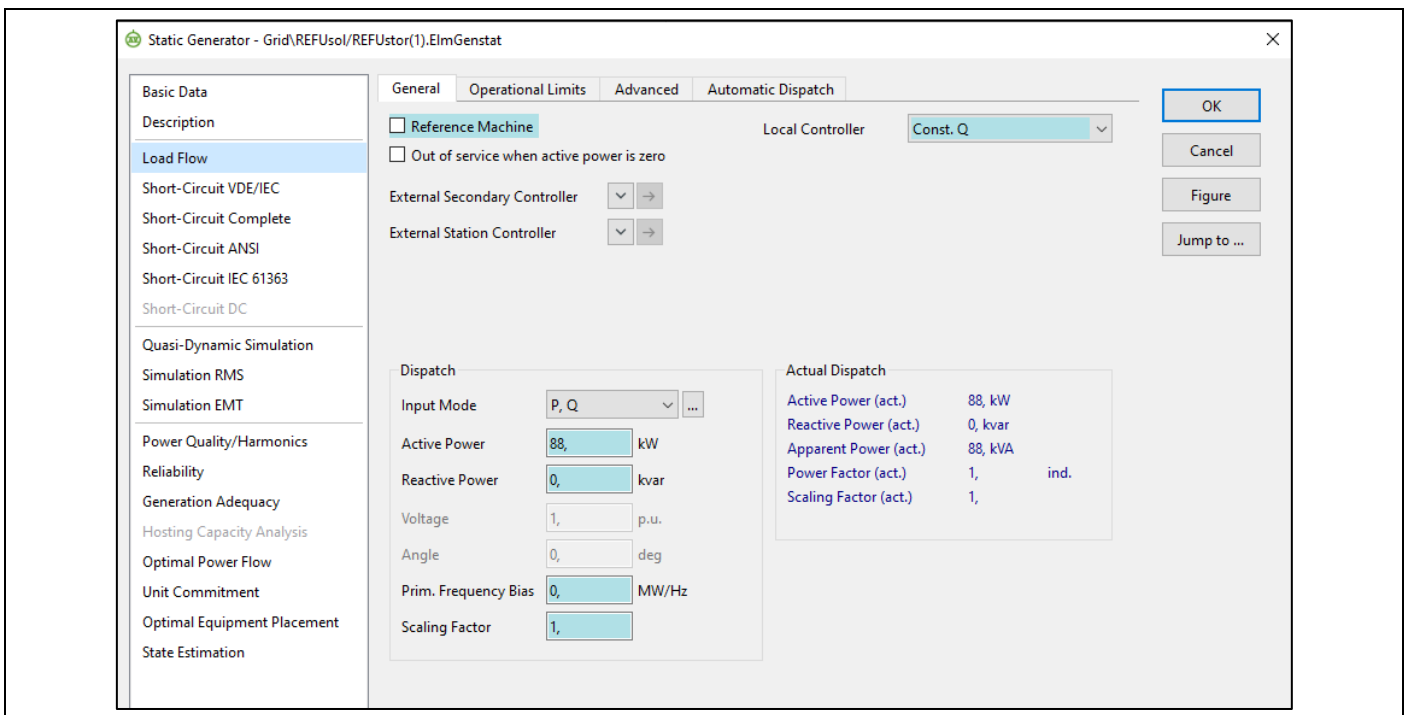 Static Generator - Grid\REFUsol/REFUstor(1).ElmGenstat
Basic Data
Description
Load Flow
Short-Circuit VDE/IEC
Short-Circuit Complete
Short-Circuit ANSI
Short-Circuit IEC 61363
Short-Circuit DC
Quasi-Dynamic Simulation
Simulation RMS
Simulation EMT
Power Quality/Harmonics
Reliability
Generation Adequacy
Hosting Capacity Analysis
Optimal Power Flow
Unit Commitment
Optimal Equipment Placement
State Estimation
General Operational Limits Advanced Automatic Dispatch
Reference Machine Local Controller Const. Q
Out of service when active power is zero
External Secondary Controller
External Station Controller
Dispatch
Input Mode P, Q ...
Active Power 88, kW
Reactive Power 0, kvar
Voltage 1, p.u.
Angle 0, deg
Prim. Frequency Bias 0, MW/Hz
Scaling Factor 1,
Actual Dispatch
Active Power (act.) 88, kW
Reactive Power (act.) 0, kvar
Apparent Power (act.) 88, kVA
Power Factor (act.) 1, ind.
Scaling Factor (act.) 1,
OK
Cancel
Figure
Jump to ...